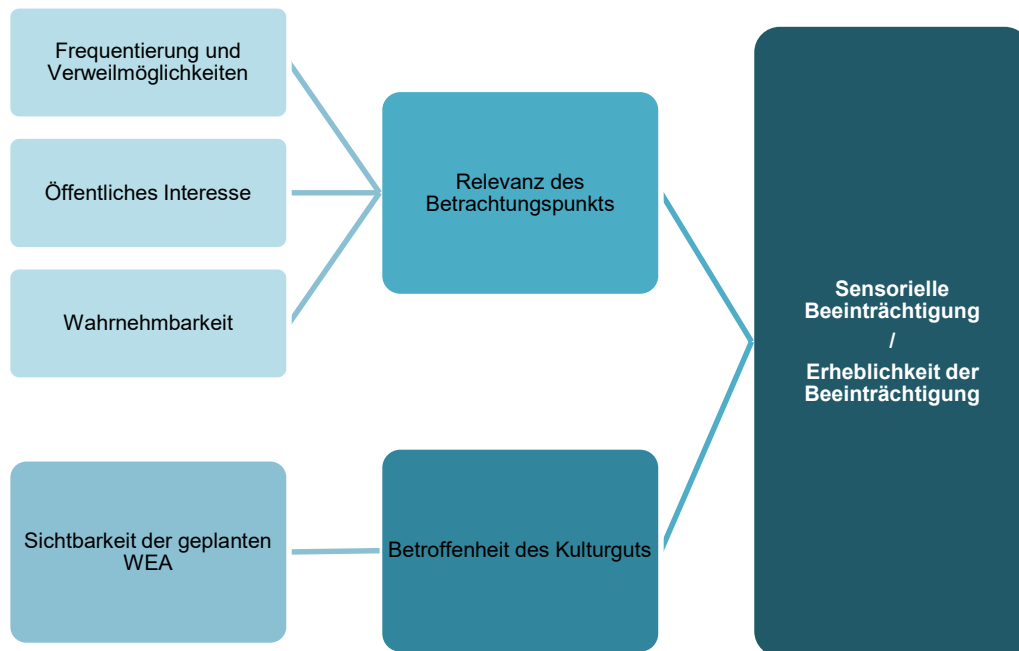 Frequentierung und
Verweilmöglichkeiten
Öffentliches Interesse
Wahrnehmbarkeit
Relevanz des
Betrachtungspunkts
Sichtbarkeit der geplanten
WEA
Betroffenheit des Kulturguts
Sensorielle
Beeinträchtigung
/
Erheblichkeit der
Beeinträchtigung